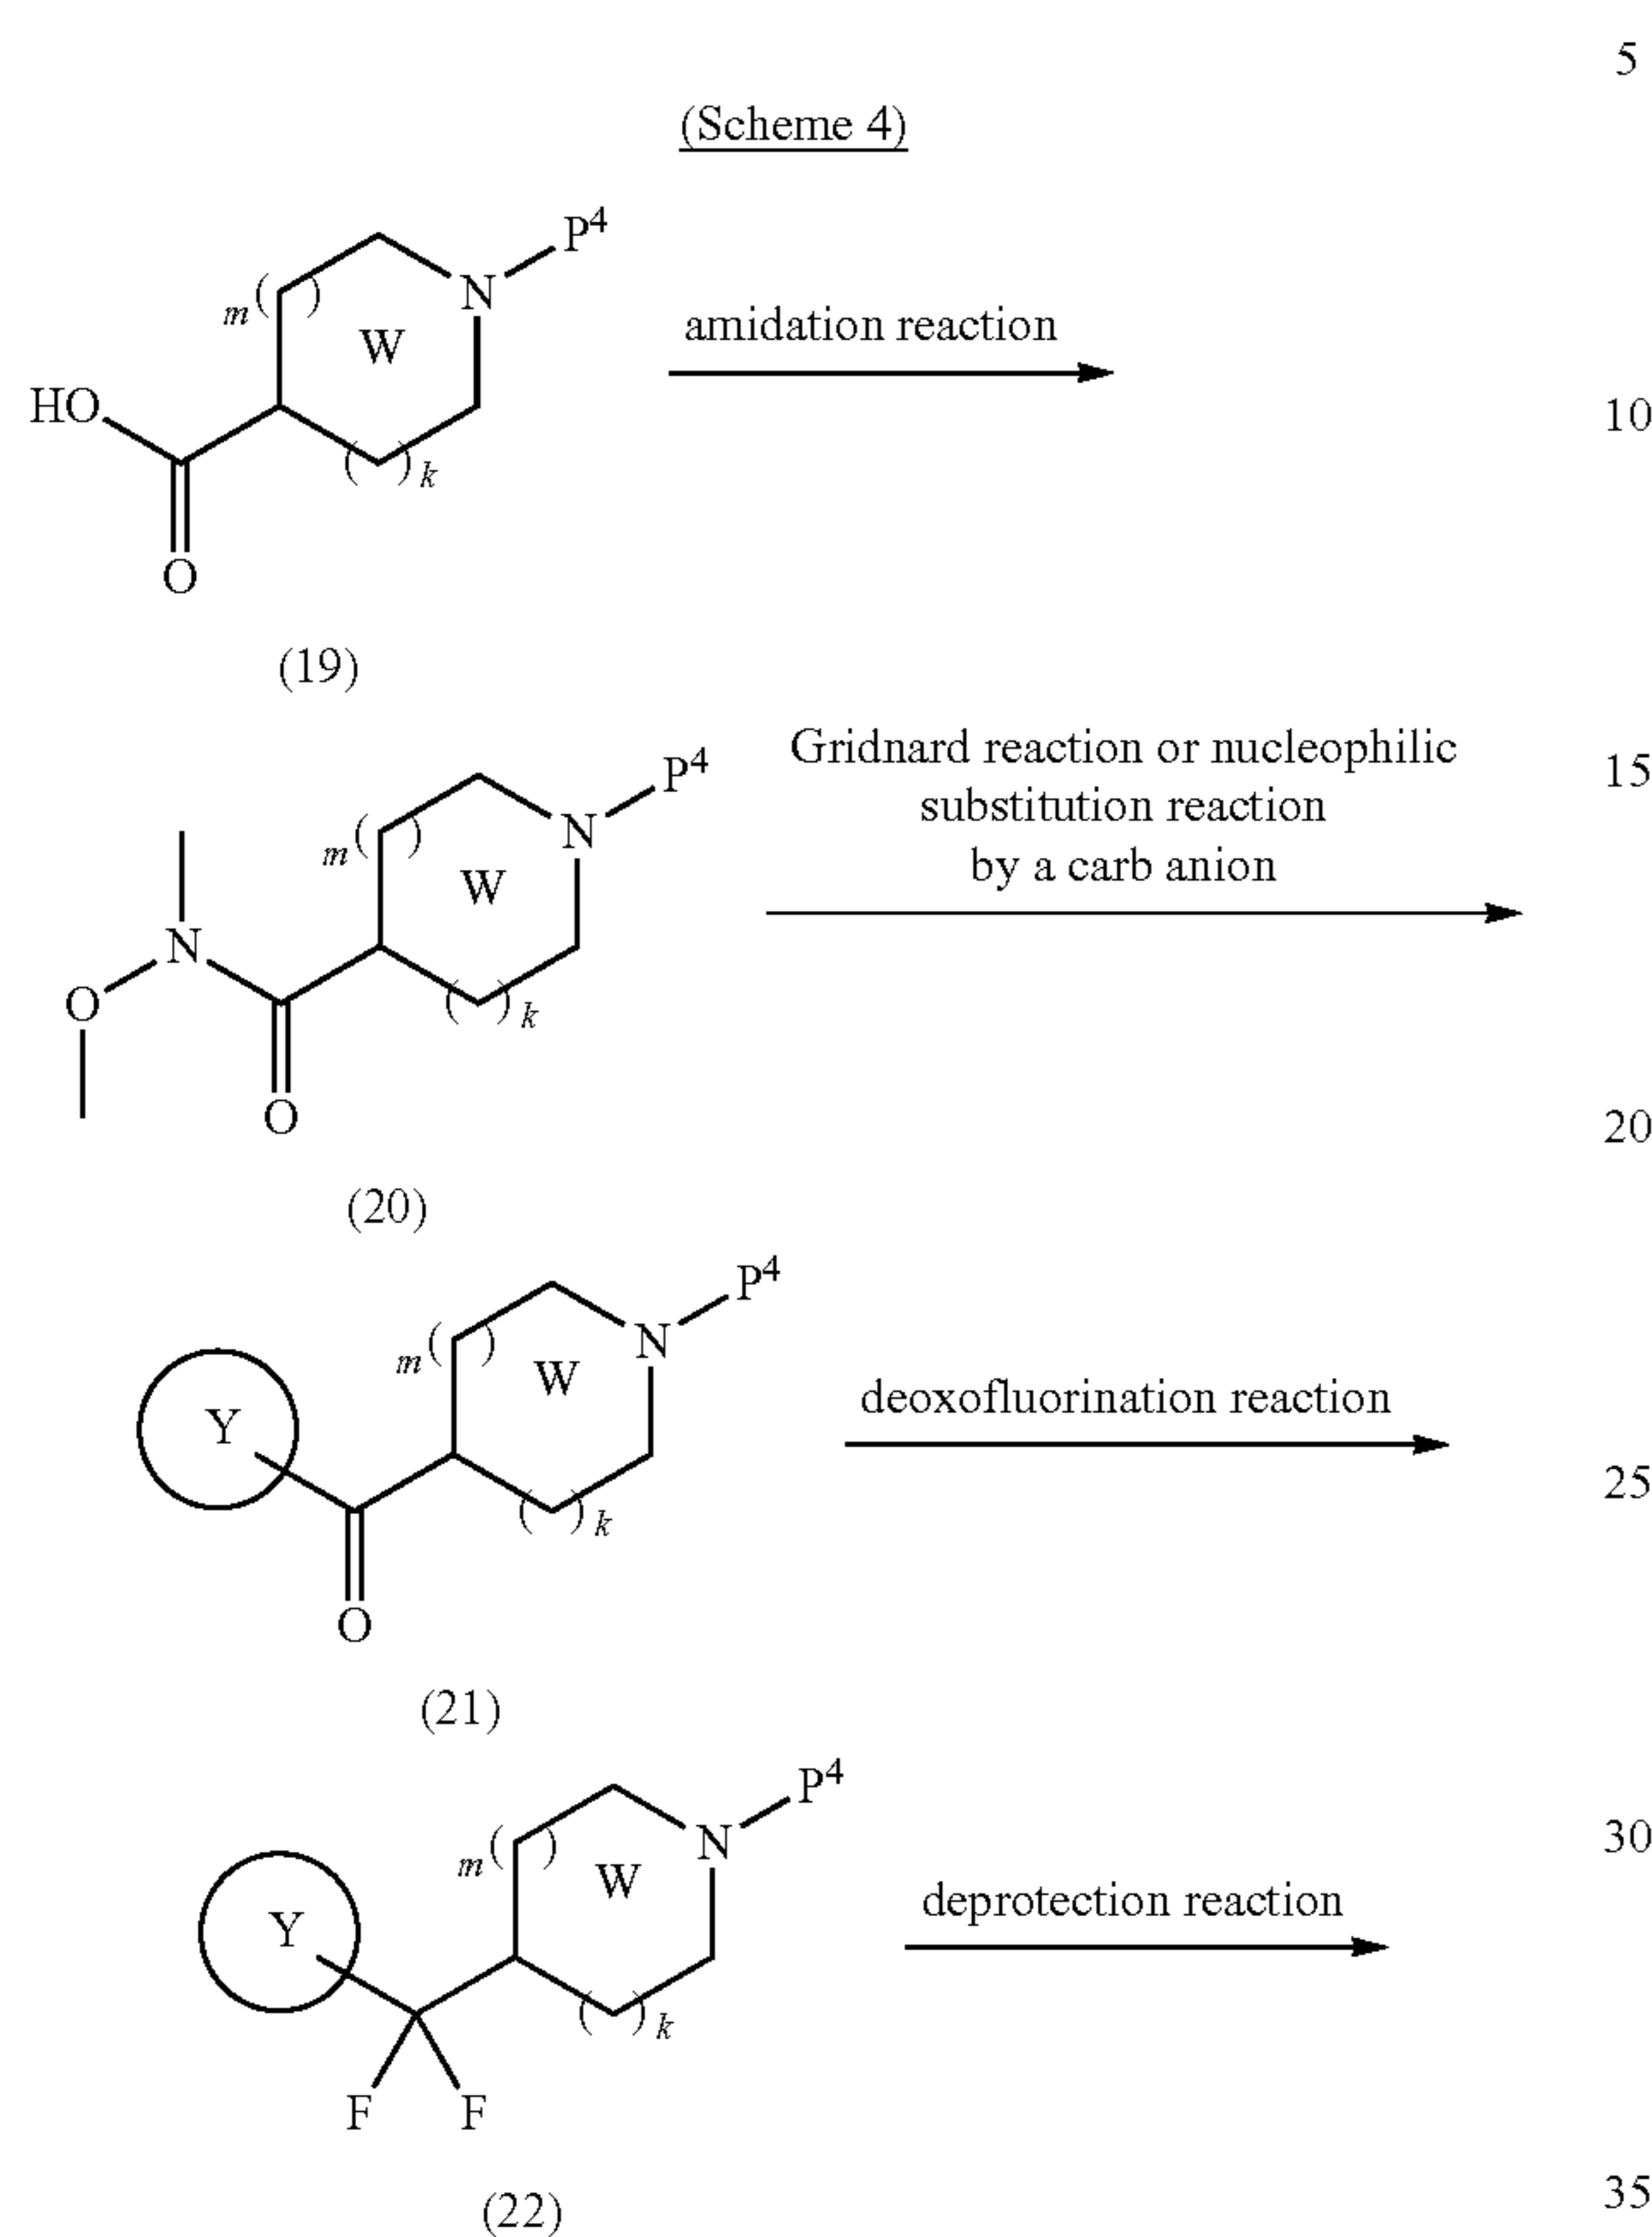 5
(Scheme 4)
P4
m( )
N
W
amidation reaction
HO
( )k
10
O
(19)
Gridnard reaction or nucleophilic
substitution reaction
by a carb anion
15
P4
m( )
N
W
N
O
( )k
O
20
(20)
P4
m( )
N
W
Y
deoxofluorination reaction
( )k
25
O
(21)
P4
m( )
N
30
W
Y
deprotection reaction
( )k
F F
35
(22)